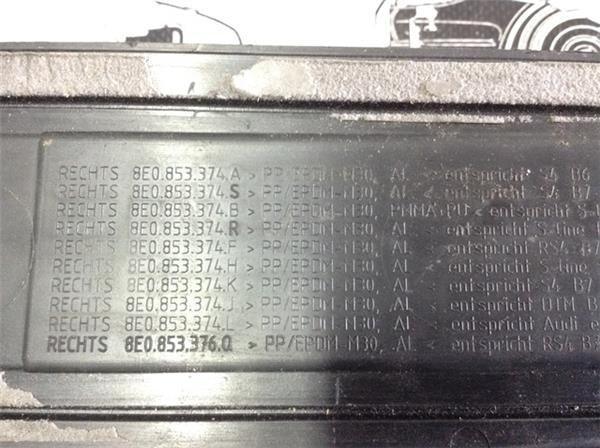 RECHTS 8E0.853.374.A > PP/EPDM-M30, AL < entspricht S4 B6
RECHTS 8E0.853.374.S > PP/EPDM-M30, AL < entspricht S4 B7
RECHTS 8E0.853.374.B > PP/EPDM-M30, PMMA+PU < entspricht S-L
RECHTS 8E0.853.374.R > PP/EPDM-M30, AL < entspricht S-line
RECHTS 8E0.853.374.F > PP/EPDM-M30, AL < entspricht RS4 B7
RECHTS 8E0.853.374.H > PP/EPDM-M30, AL < entspricht S-line
RECHTS 8E0.853.374.K > PP/EPDM-M30, AL < entspricht S4 B7
RECHTS 8E0.853.374.J > PP/EPDM-M30, AL < entspricht DTM B
RECHTS 8E0.853.374.L > PP/EPDM-M30, AL < entspricht Audi e
RECHTS 8E0.853.376.Q > PP/EPDM-M30, AL < entspricht RS4 B